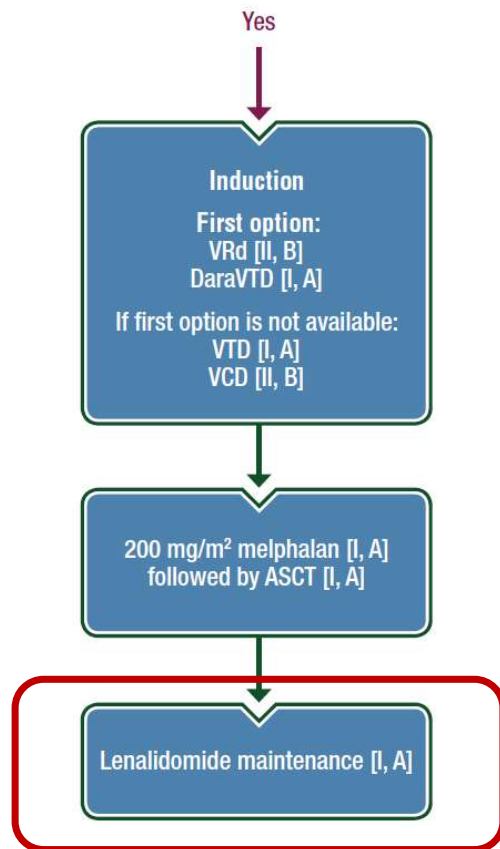 Yes
Induction
First option:
VRd [II, B]
DaraVTD [I, A]
If first option is not available:
VTD [I, A]
VCD [II, B]
200 mg/m² melphalan [I, A]
followed by ASCT [I, A]
Lenalidomide maintenance [I, A]